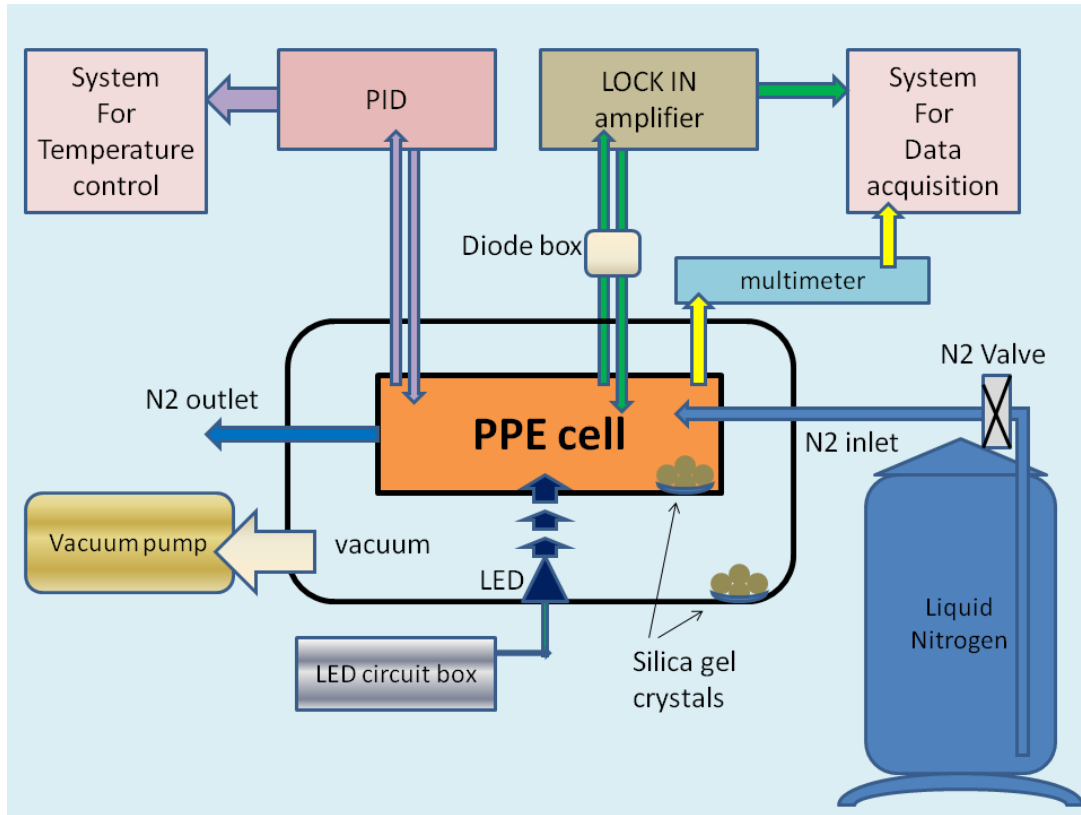 System
For
Temperature
control
PID
LOCK IN
amplifier
System
For
Data
acquisition
Diode box
multimeter
N2 Valve
N2 outlet
PPE cell
N2 inlet
Vacuum pump
vacuum
LED
Liquid
Nitrogen
LED circuit box
Silica gel
crystals